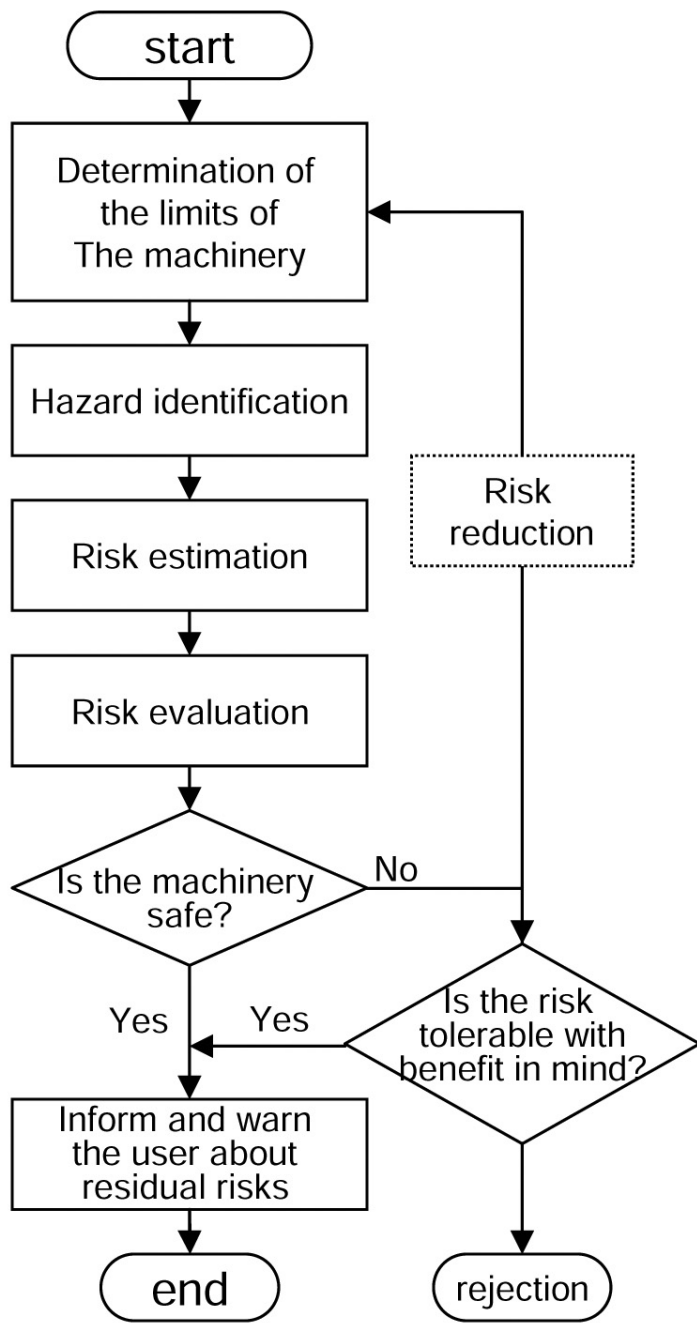 start
Determination of
the limits of
The machinery
Hazard identification
Risk
reduction
Risk estimation
Risk evaluation
Is the machinery
safe?
No
Is the risk
tolerable with
benefit in mind?
Yes
Yes
Inform and warn
the user about
residual risks
end
rejection